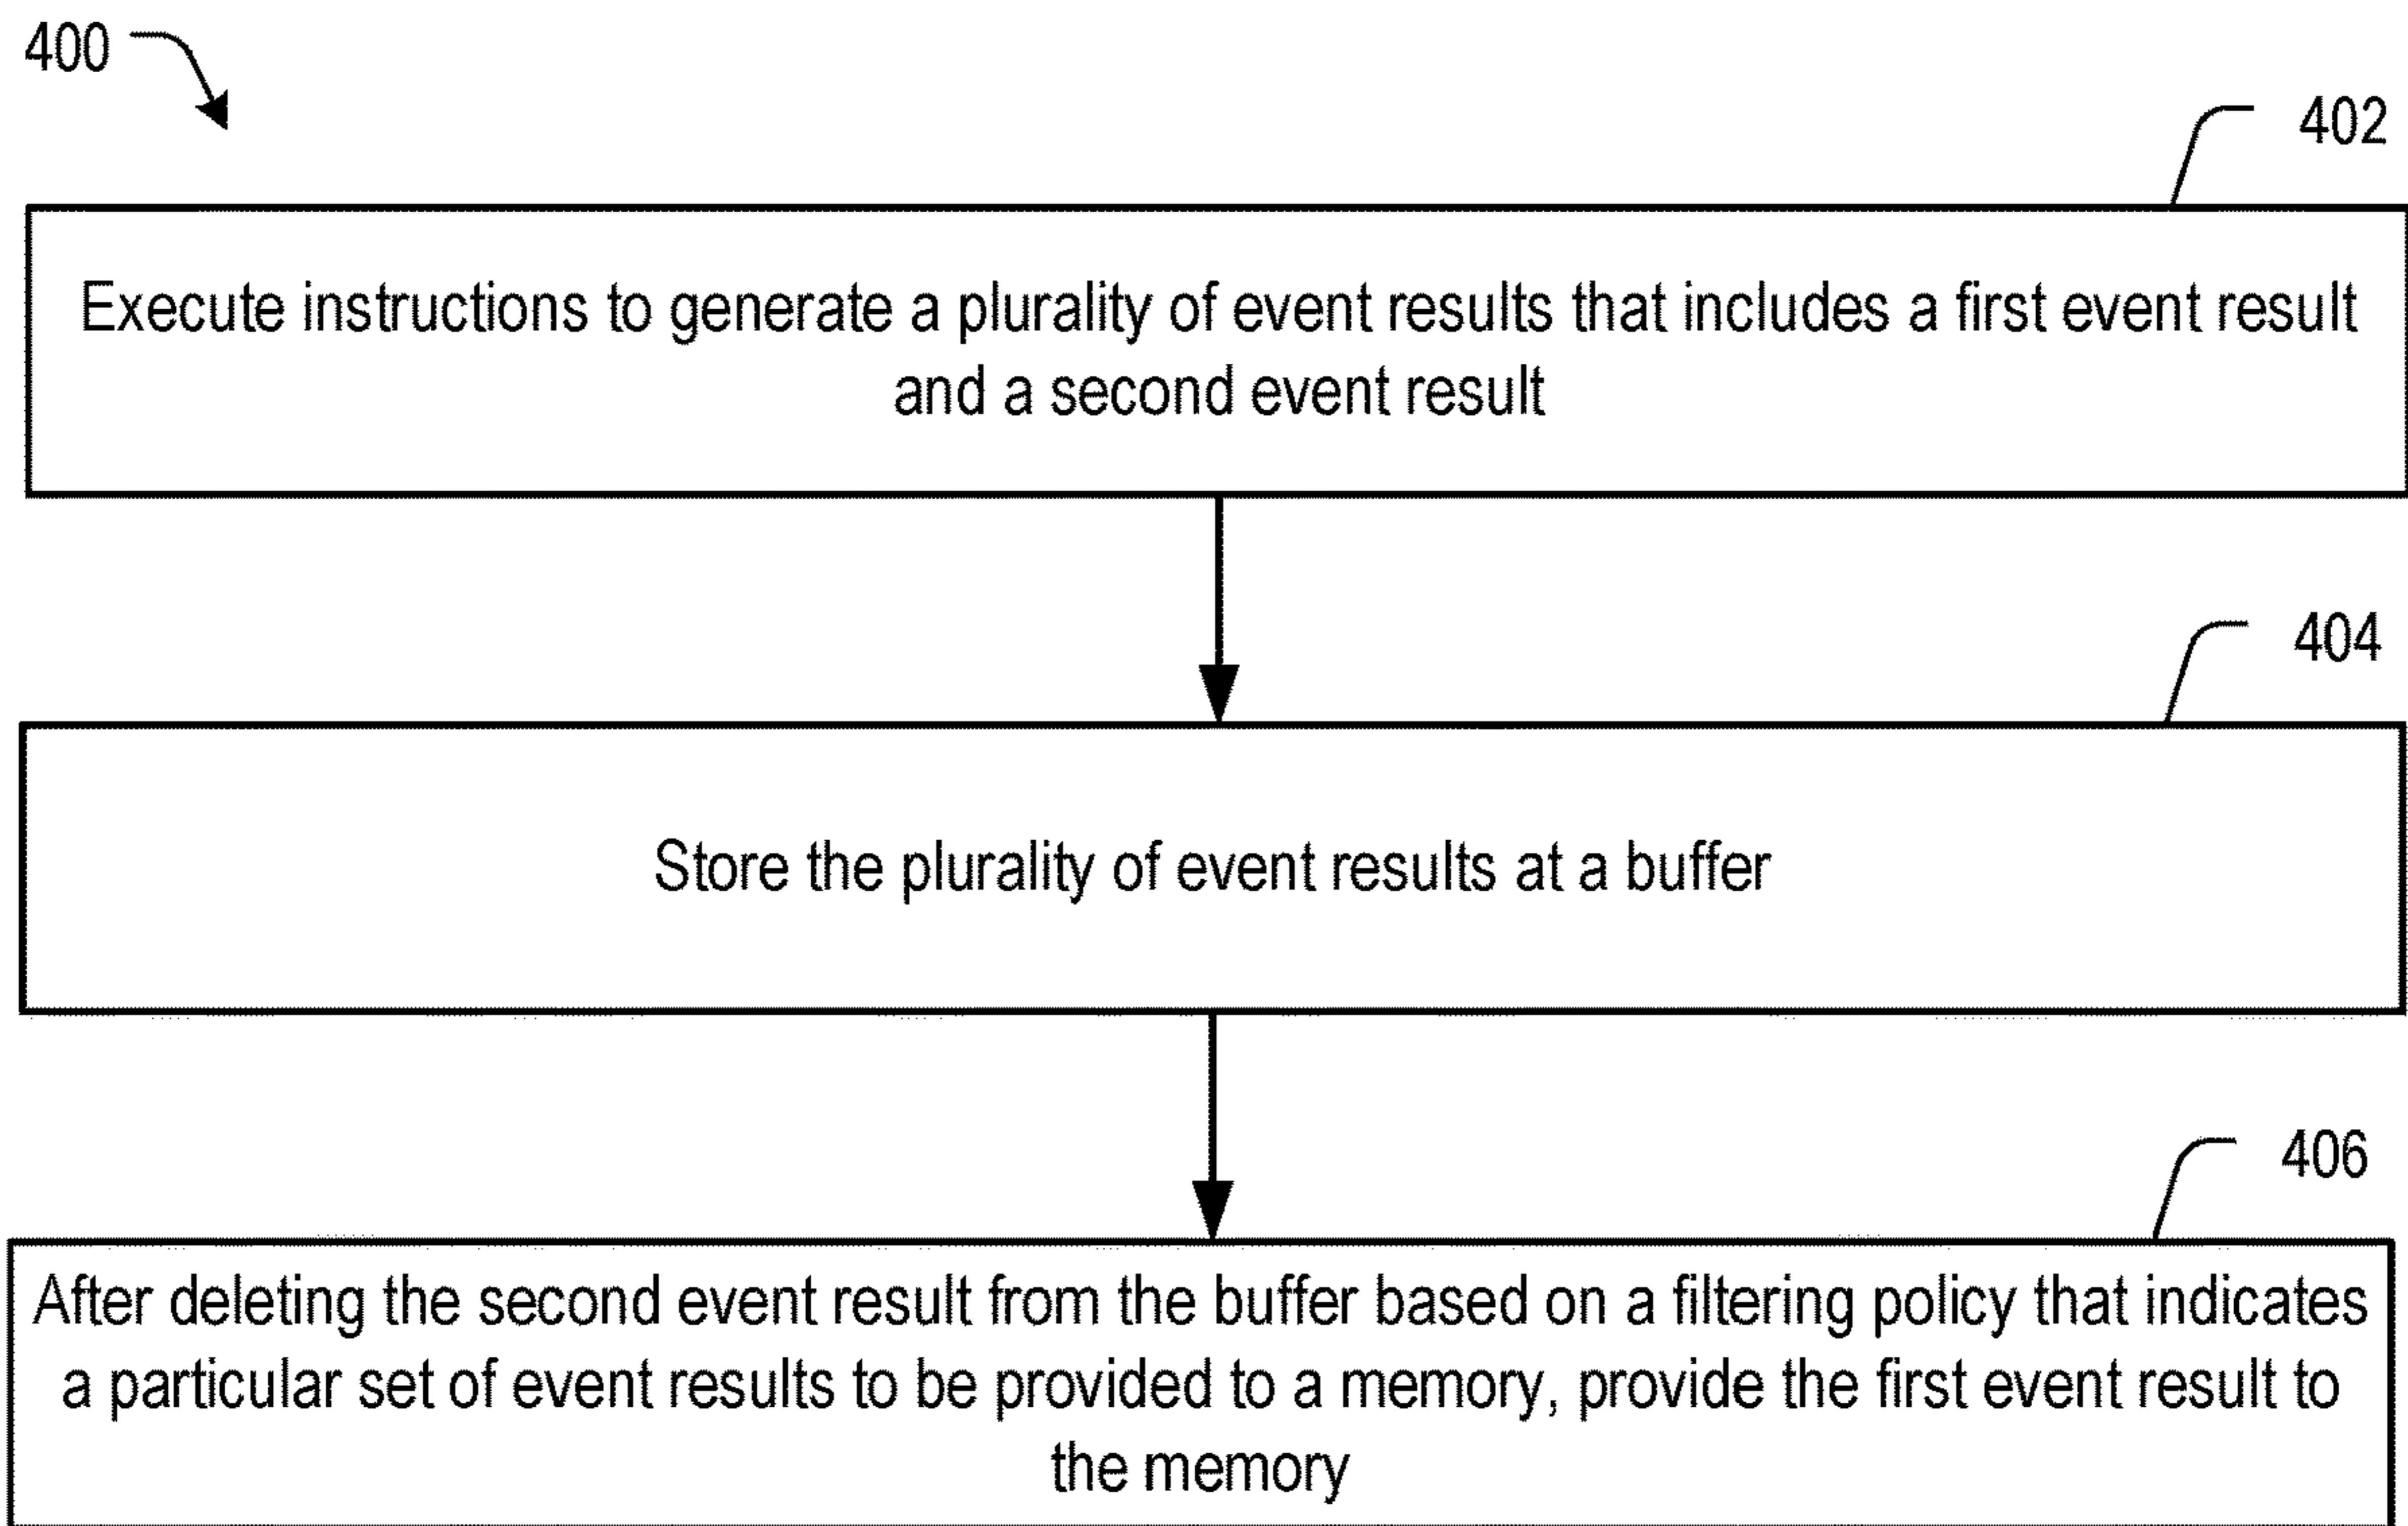 400
402
Execute instructions to generate a plurality of event results that includes a first event result
and a second event result
404
Store the plurality of event results at a buffer
406
After deleting the second event result from the buffer based on a filtering policy that indicates
a particular set of event results to be provided to a memory, provide the first event result to
the memory